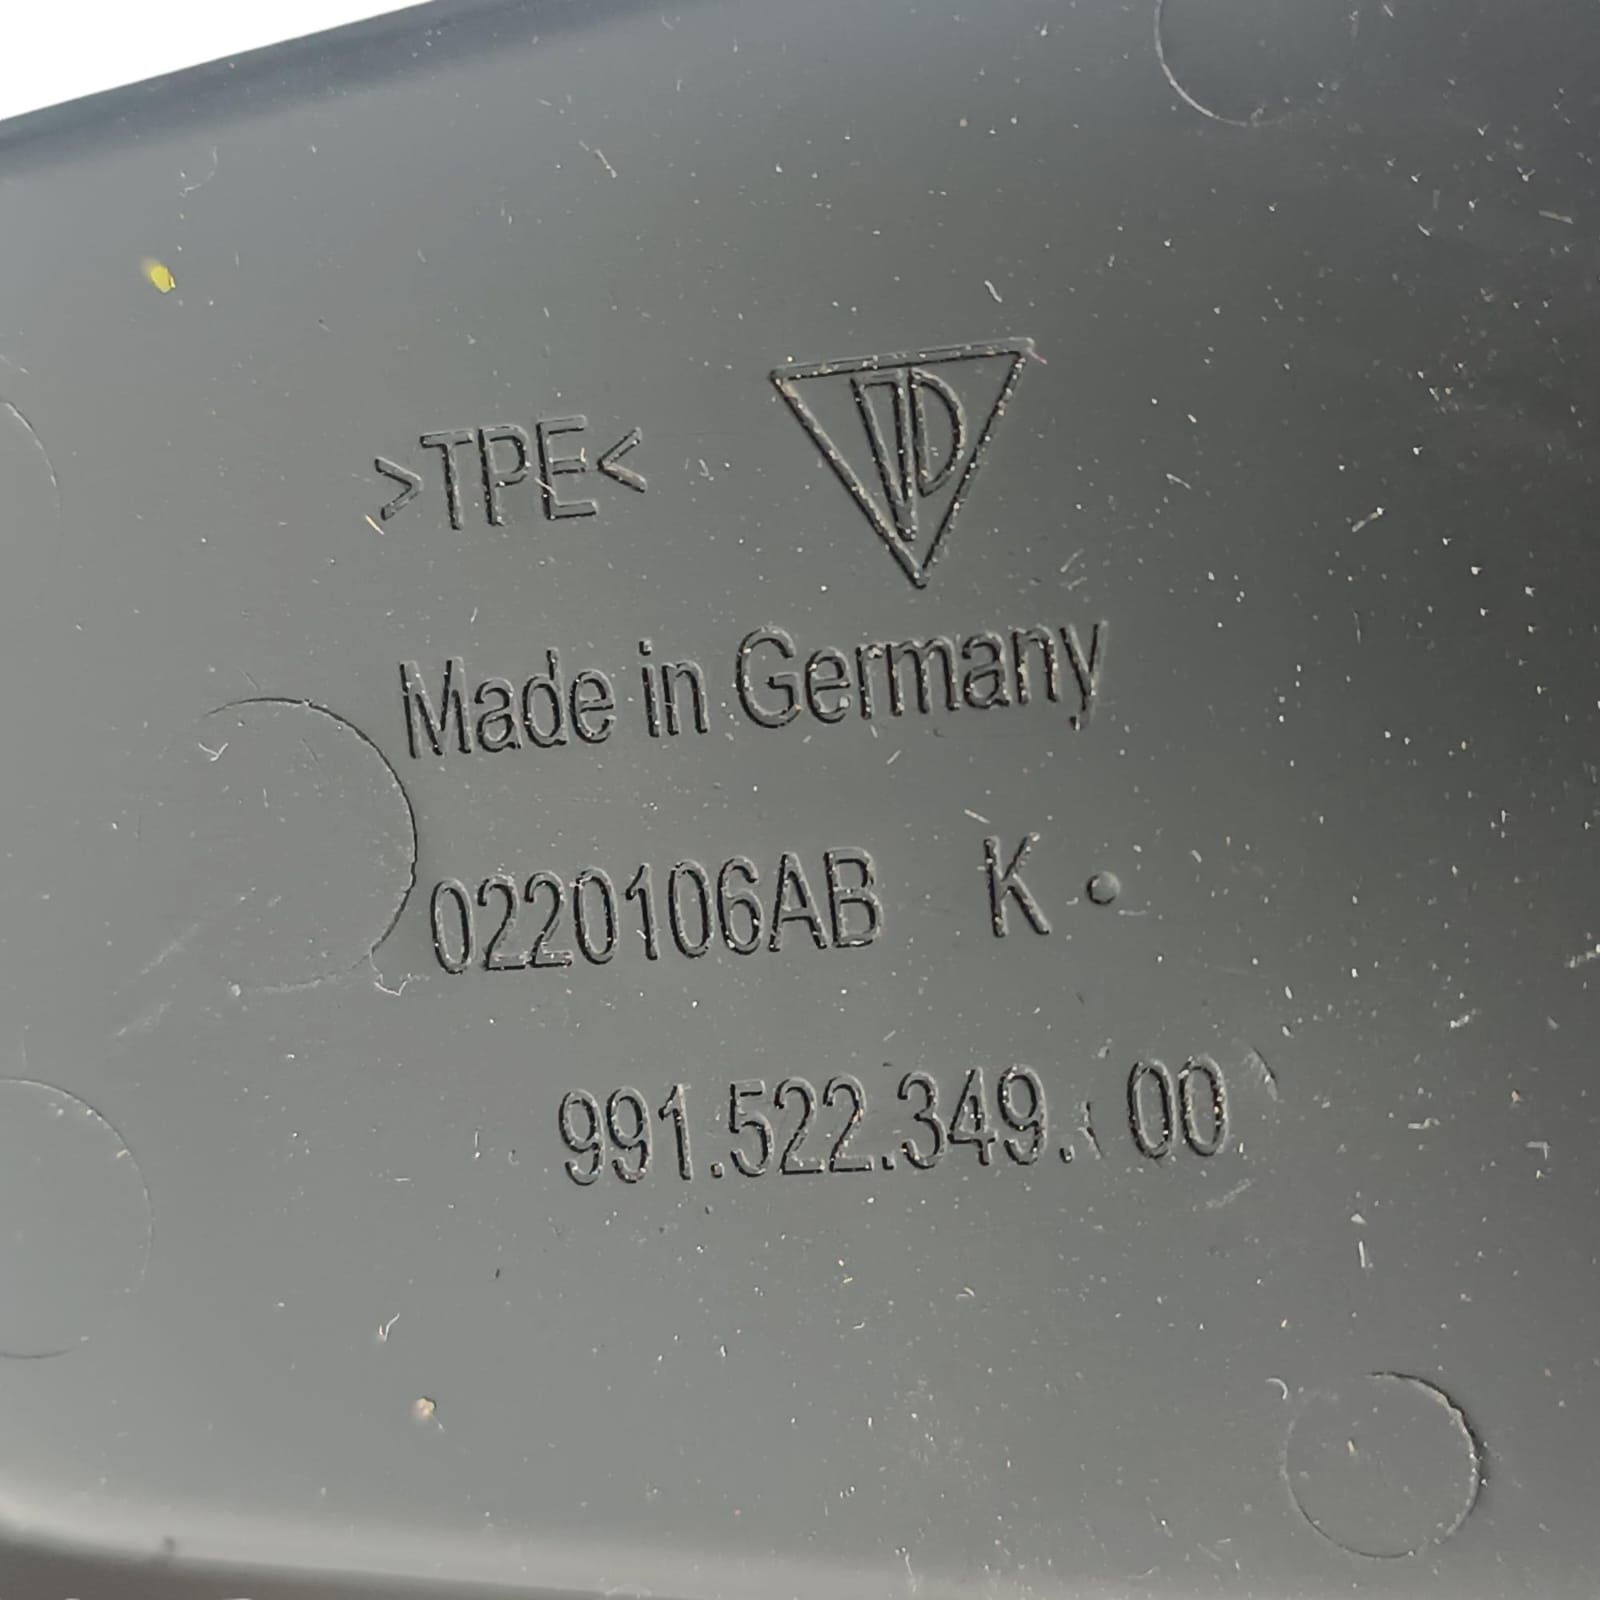 >TPE<
Made in Germany
0220106AB K
991.522.349. 00